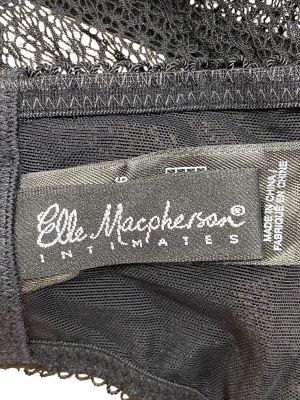 Elle Macpherson®
INTIMATES
MADE IN CHINA
FABRIQUÉ EN CHINE